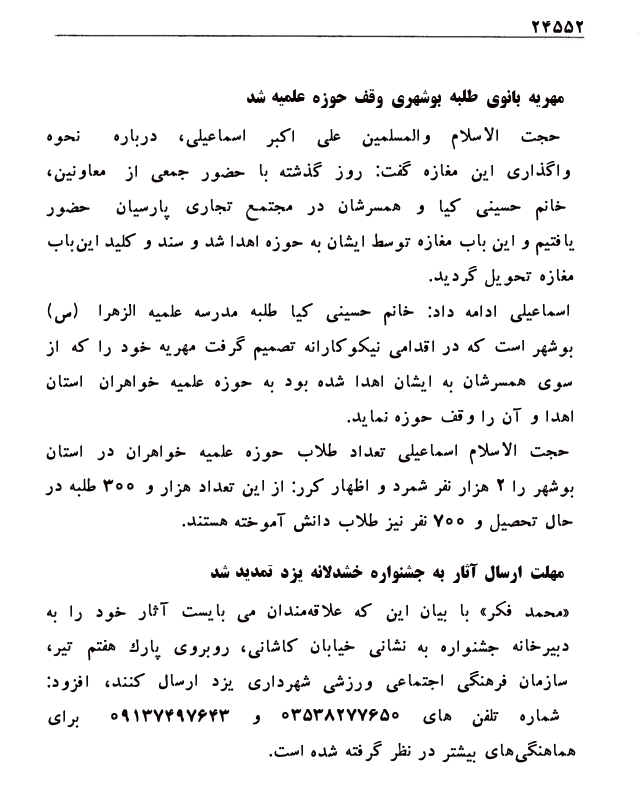 ۲۴۵۵۲
مهریه بانوی طلبه بوشهری وقف حوزه علمیه شد
حجت الاسلام والمسلمین علی اکبر اسماعیلی، درباره نحوه
واگذاری این مغازه گفت: روز گذشته با حضور جمعی از معاونین،
خانم حسینی کیا و همسرشان در مجتمع تجاری پارسیان حضور
یافتیم و این باب مغازه توسط ایشان به حوزه اهدا شد و سند و کلید این باب
مغازه تحویل گردید.
اسماعیلی ادامه داد: خانم حسینی کیا طلبه مدرسه علمیه الزهرا (س)
بوشهر است که در اقدامی نیکوکارانه تصمیم گرفت مهریه خود را که از
سوی همسرشان به ایشان اهدا شده بود به حوزه علمیه خواهران استان
اهدا و آن را وقف حوزه نماید.
حجت الاسلام اسماعیلی تعداد طلاب حوزه علمیه خواهران در استان
بوشهر را ۲ هزار نفر شمرد و اظهار کرر: از این تعداد هزار و ۳۰۰ طلبه در
حال تحصیل و ۷۰۰ نفر نیز طلاب دانش آموخته هستند.
مهلت ارسال آثار به جشنواره خشدلانه یزد تمدید شد
«محمد فکر» با بیان این که علاقه‌مندان می بایست آثار خود را به
دبیرخانه جشنواره به نشانی خیابان کاشانی، روبروی پارك هفتم تیر،
سازمان فرهنگی اجتماعی ورزشی شهرداری یزد ارسال کنند، افزود:
شماره تلفن های ۰۳۵۳۸۲۷۷۶۵۰ و ۰۹۱۳۷۴۹۷۶۴۳ برای
هماهنگی‌های بیشتر در نظر گرفته شده است.